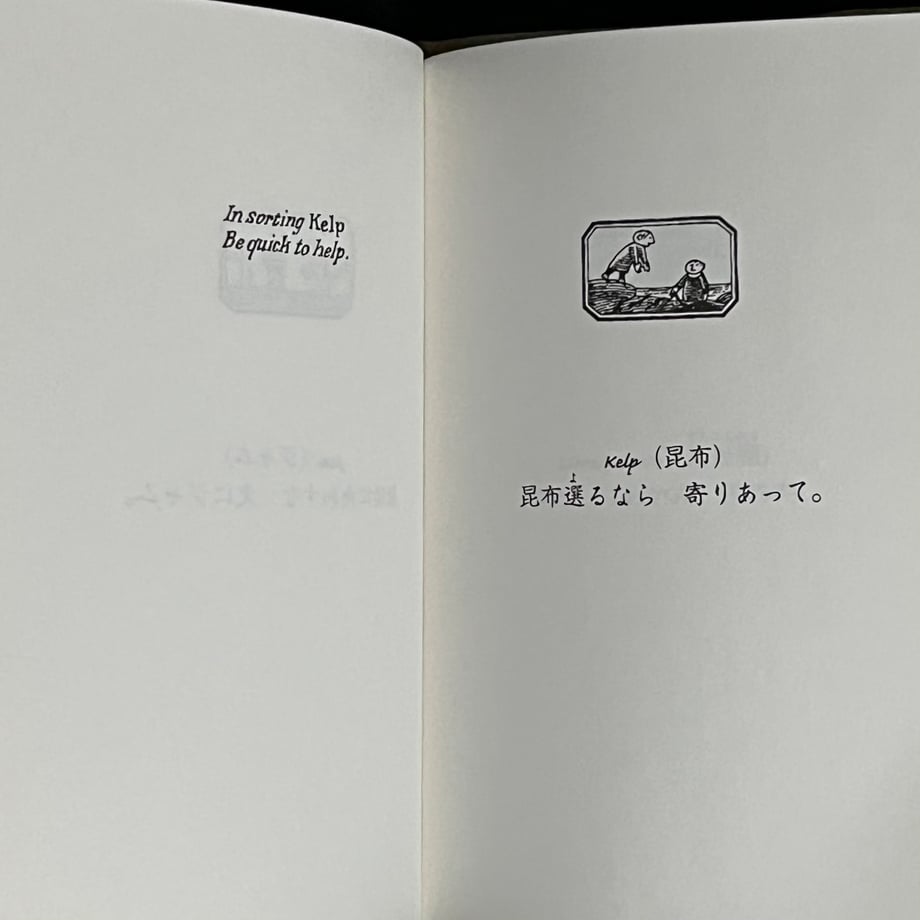 In sorting Kelp
Be quick to help.
Kelp（昆布）
昆布選るなら　寄りあって。